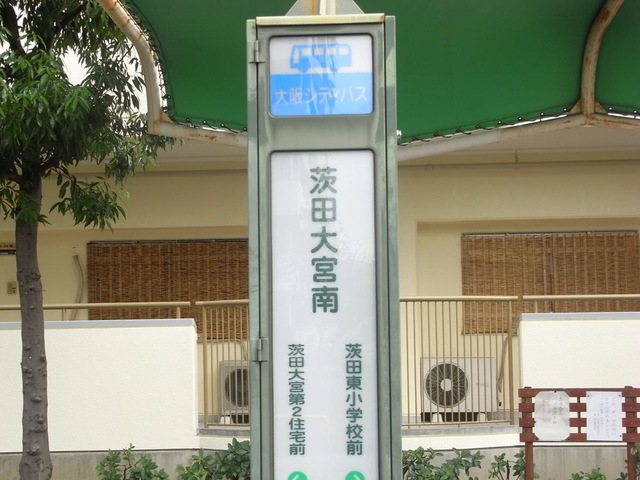 大阪シティバス
茨田大宮南
茨田東小学校前
茨田大宮第2住宅前